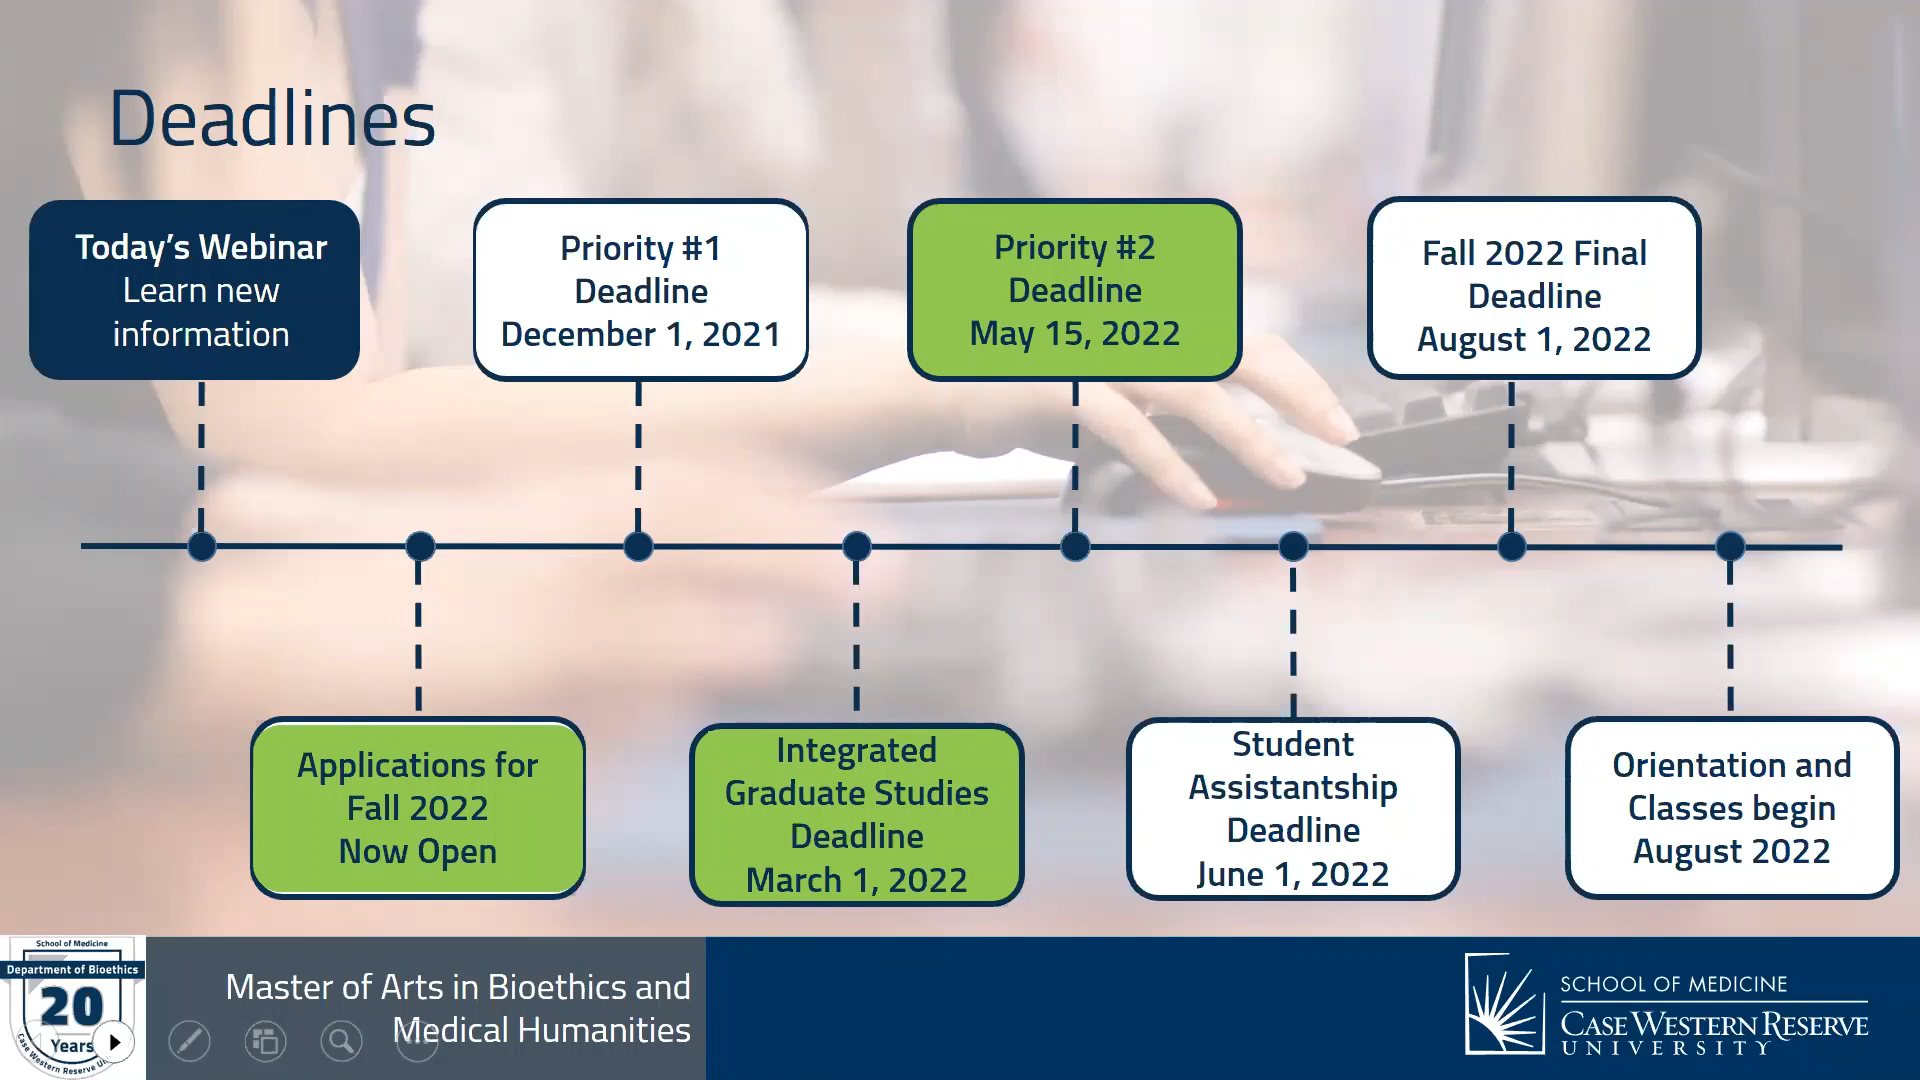 Deadlines
Today's Webinar
Learn new
information
Priority #1
Deadline
December 1, 2021
Priority #2
Deadline
May 15, 2022
Fall 2022 Final
Deadline
August 1, 2022
Applications for
Fall 2022
Now Open
Integrated
Graduate Studies
Deadline
March 1, 2022
Student
Assistantship
Deadline
June 1, 2022
Orientation and
Classes begin
August 2022
School of Medicine
Department of Bioethics
20
Years
Case Western Reserve
Master of Arts in Bioethics and
Medical Humanities
SCHOOL OF MEDICINE
CASE WESTERN RESERVE
UNIVERSITY